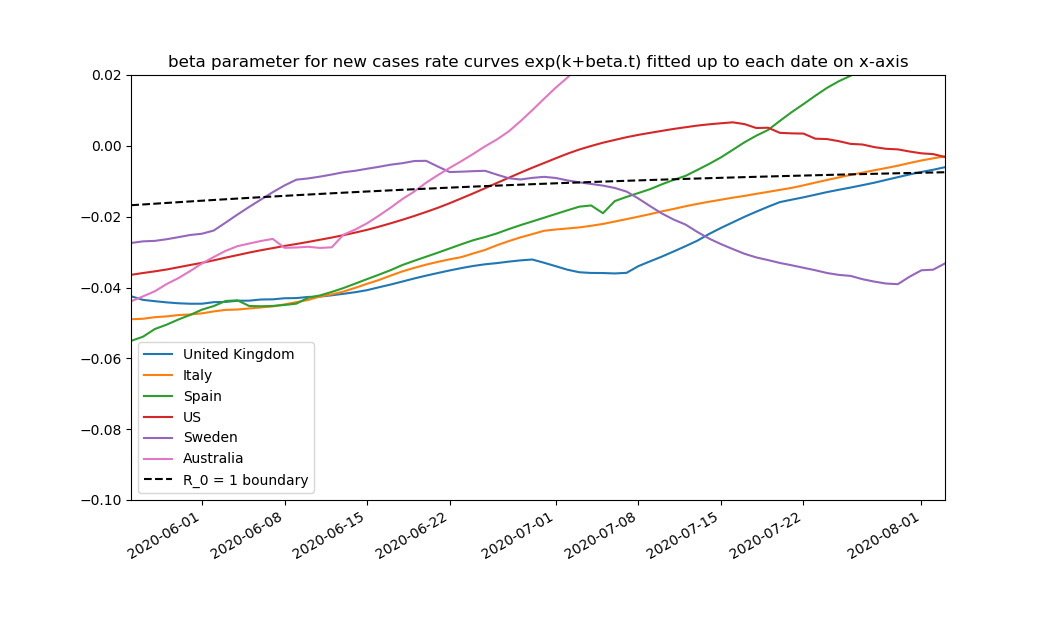 beta parameter for new cases rate curves exp(k+beta.t) fitted up to each date on x-axis
0.02
0.00
−0.02
−0.04
−0.06
−0.08
−0.10
United Kingdom
Italy
Spain
US
Sweden
Australia
R_0 = 1 boundary
2020-06-01
2020-06-08
2020-06-15
2020-06-22
2020-07-01
2020-07-08
2020-07-15
2020-07-22
2020-08-01